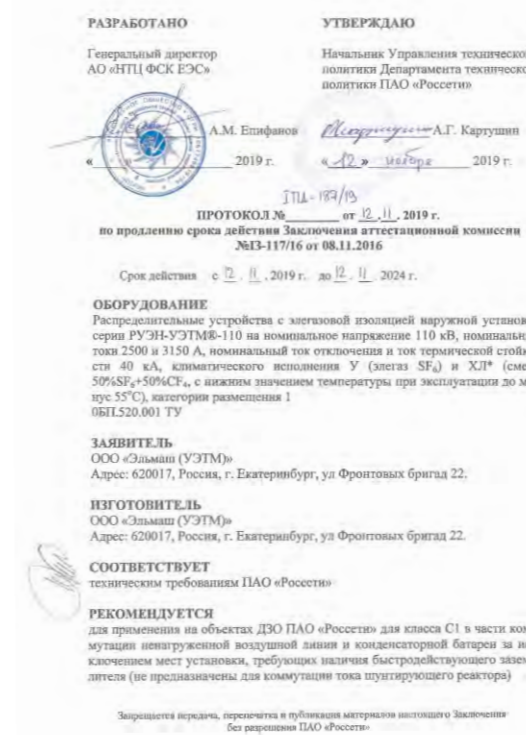 РАЗРАБОТАНО
УТВЕРЖДАЮ
Генеральный директор
АО «НТЦ ФСК ЕЭС»
Начальник Управления техническо
политики Департамента техническо
политики ПАО «Россети»
А.М. Епифанов
А.Г. Картушин
« » 2019 г.
« 12 » ноября 2019 г.
ПРОТОКОЛ № ІТЦ-187/19 от 12.11.2019 г.
по продлению срока действия Заключения аттестационной комиссии
№I3-117/16 от 08.11.2016
Срок действия с 12 . 11 . 2019 г. до 12 . 11 2024 г.
ОБОРУДОВАНИЕ
Распределительные устройства с элегазовой изоляцией наружной установ
серии РУЭН-УЭТМ®-110 на номинальное напряжение 110 кВ, номинальн
токи 2500 и 3150 А, номинальный ток отключения и ток термической стойк
сти 40 кА, климатического исполнения У (элегаз SF₆) и ХЛ* (сме
50%SF₆+50%CF₄, с нижним значением температуры при эксплуатации до м
нус 55°С), категории размещения 1
0БП.520.001 ТУ
ЗАЯВИТЕЛЬ
ООО «Эльмаш (УЭТМ)»
Адрес: 620017, Россия, г. Екатеринбург, ул Фронтовых бригад 22.
ИЗГОТОВИТЕЛЬ
ООО «Эльмаш (УЭТМ)»
Адрес: 620017, Россия, г. Екатеринбург, ул Фронтовых бригад 22.
СООТВЕТСТВУЕТ
техническим требованиям ПАО «Россети»
РЕКОМЕНДУЕТСЯ
для применения на объектах ДЗО ПАО «Россети» для класса С1 в части ком
мутации ненагруженной воздушной линии и конденсаторной батареи за и
ключением мест установки, требующих наличия быстродействующего зазем
лителя (не предназначены для коммутации тока шунтирующего реактора)
Запрещается передача, перепечатка и публикация материалов настоящего Заключения
без разрешения ПАО «Россети»